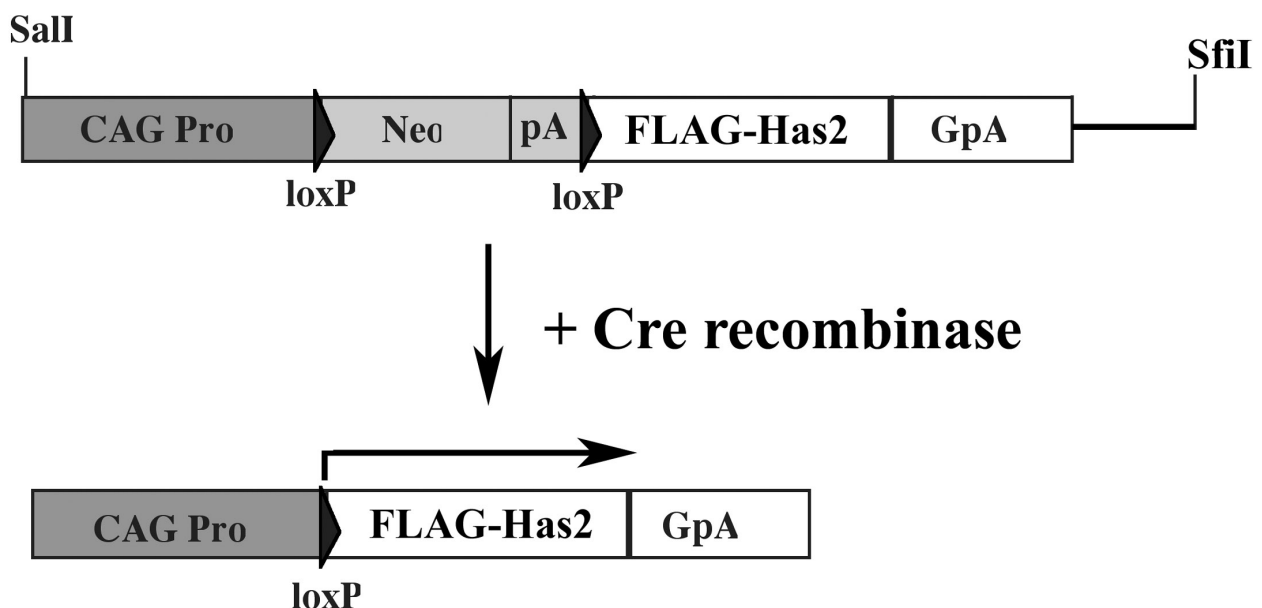 SalI
SfiI
CAG Pro Neo pA FLAG-Has2 GpA
loxP loxP
+ Cre recombinase
CAG Pro FLAG-Has2 GpA
loxP